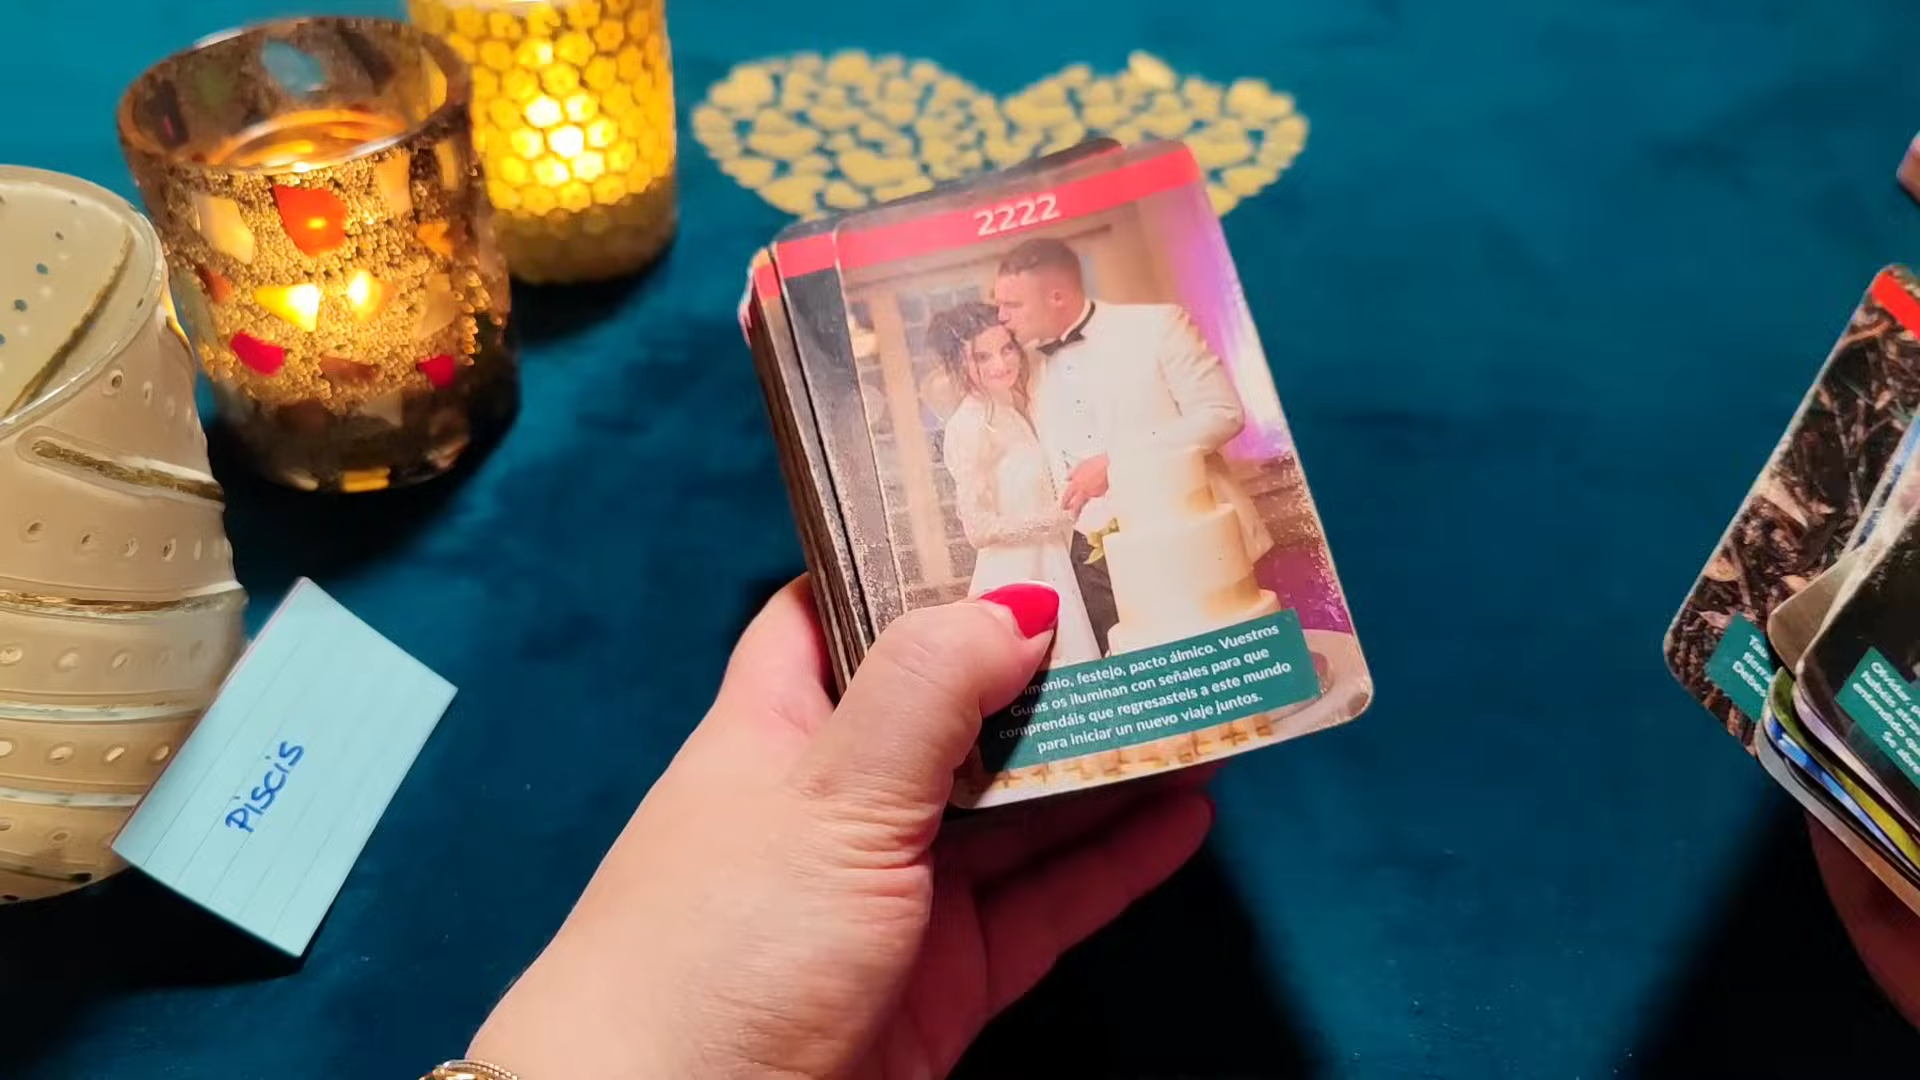 2222
monio, festejo, pacto álmico. Vuestros
Guías os iluminan con señales para que
comprendáis que regresasteis a este mundo
para iniciar un nuevo viaje juntos.
Piscis